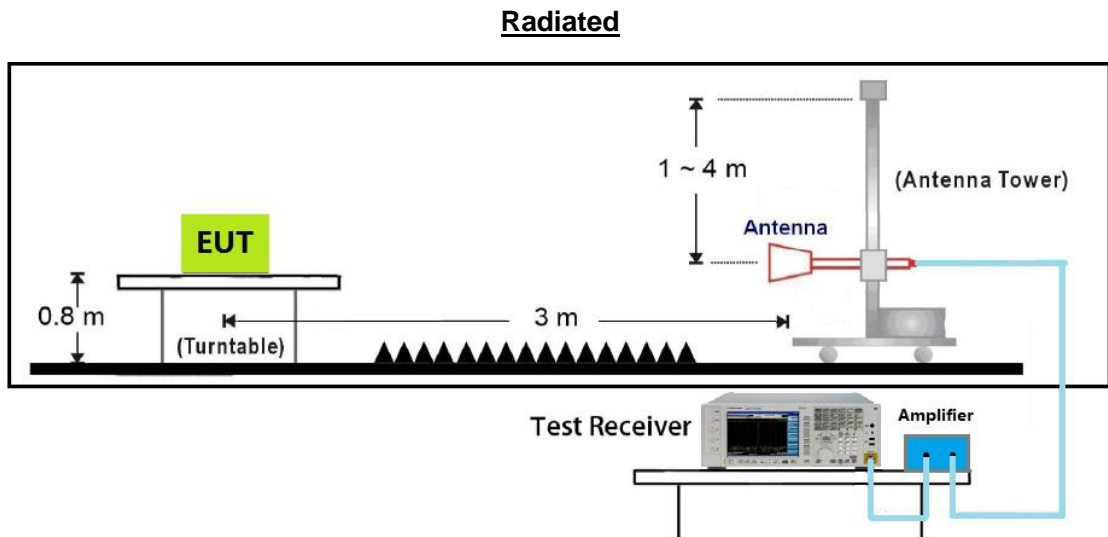 Radiated
1 ~ 4 m
(Antenna Tower)
Antenna
EUT
0.8 m
3 m
(Turntable)
Test Receiver
Amplifier